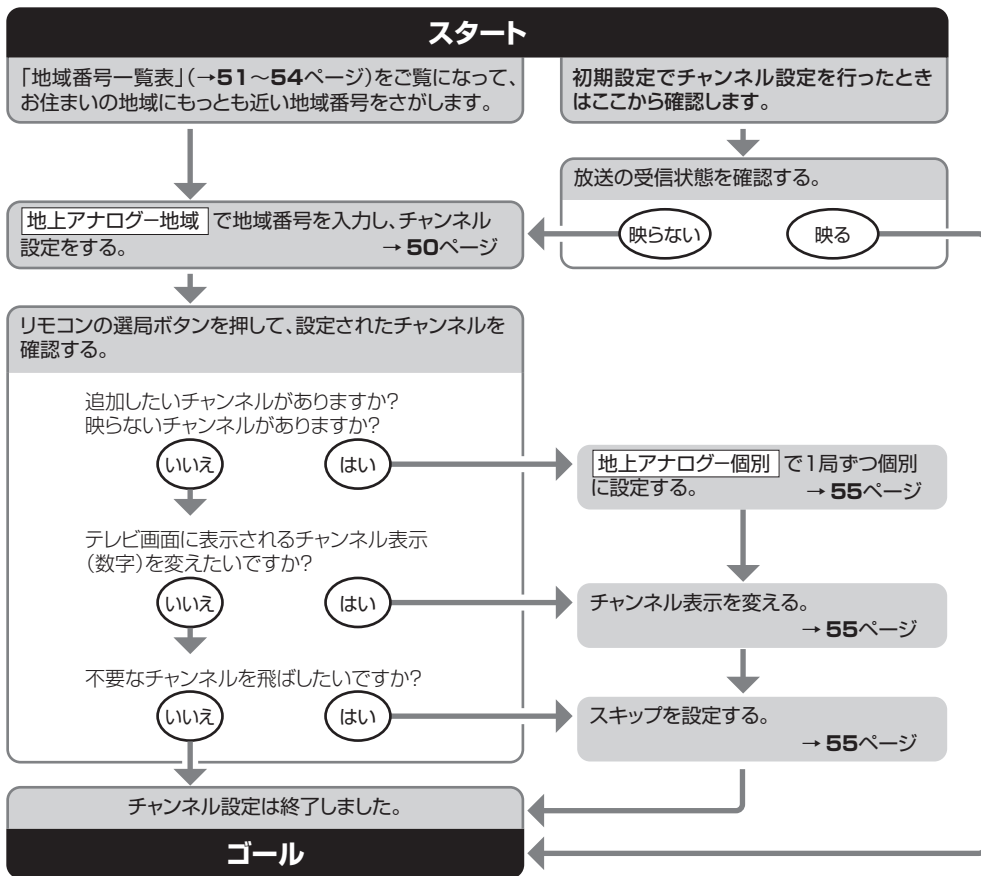 スタート
「地域番号一覧表」(→51～54ページ)をご覧になって、
お住まいの地域にもっとも近い地域番号をさがします。
初期設定でチャンネル設定を行ったとき
はここから確認します。
放送の受信状態を確認する。
映らない
映る
地上アナログー地域 で地域番号を入力し、チャンネル
設定をする。 → 50ページ
リモコンの選局ボタンを押して、設定されたチャンネルを
確認する。
追加したいチャンネルがありますか?
映らないチャンネルがありますか?
いいえ
はい
地上アナログー個別 で1局ずつ個別
に設定する。 → 55ページ
テレビ画面に表示されるチャンネル表示
(数字)を変えたいですか?
いいえ
はい
チャンネル表示を変える。
→ 55ページ
不要なチャンネルを飛ばしたいですか?
いいえ
はい
スキップを設定する。
→ 55ページ
チャンネル設定は終了しました。
ゴール